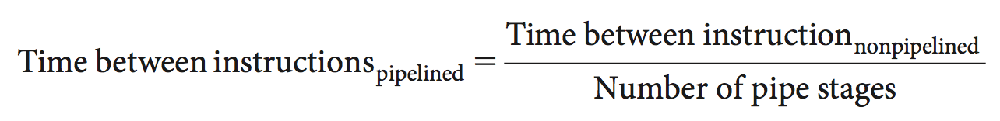 Time between instructions_pipelined = Time between instruction_nonpipelined
Number of pipe stages